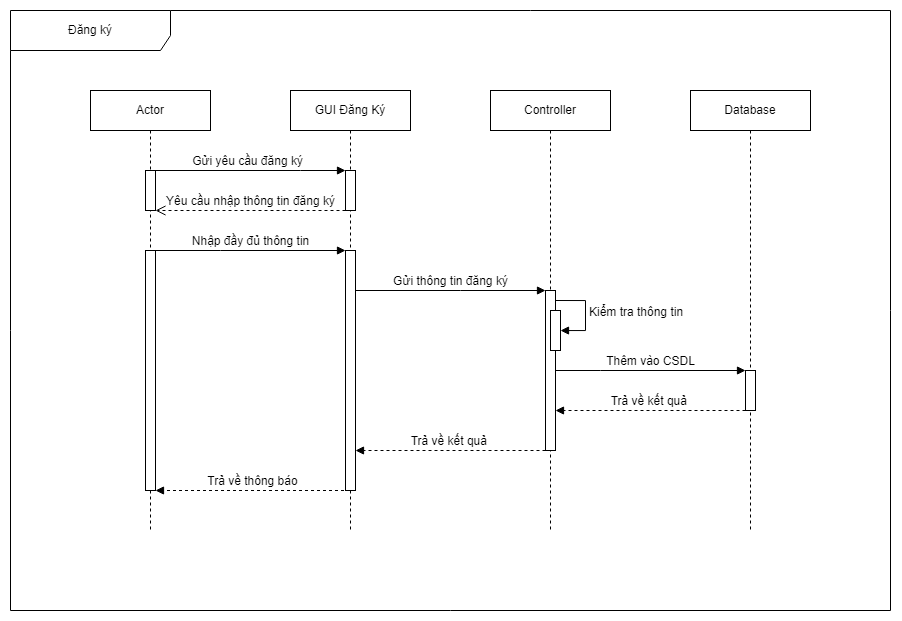 Đăng ký
Actor
GUI Đăng Ký
Controller
Database
Gửi yêu cầu đăng ký
Yêu cầu nhập thông tin đăng ký
Nhập đầy đủ thông tin
Gửi thông tin đăng ký
Kiểm tra thông tin
Thêm vào CSDL
Trả về kết quả
Trả về kết quả
Trả về thông báo